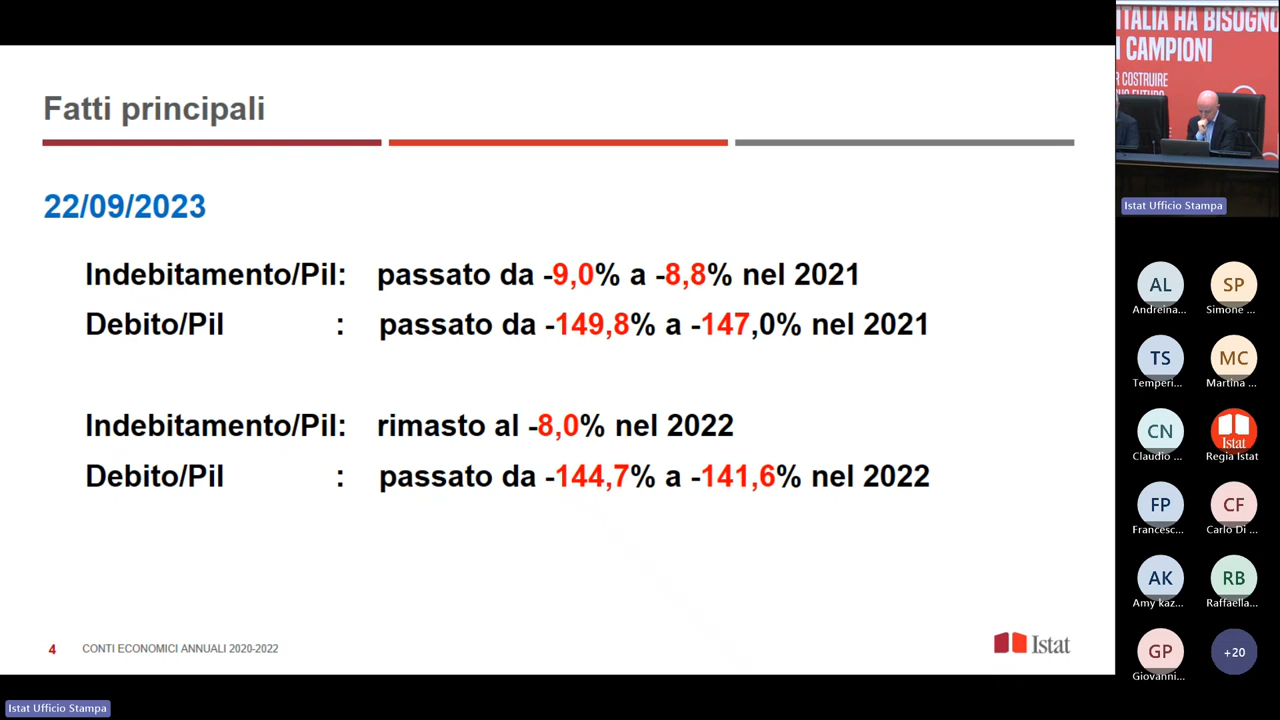 Fatti principali
22/09/2023
Indebitamento/Pil: passato da -9,0% a -8,8% nel 2021
Debito/Pil : passato da -149,8% a -147,0% nel 2021
Indebitamento/Pil: rimasto al -8,0% nel 2022
Debito/Pil : passato da -144,7% a -141,6% nel 2022
4 CONTI ECONOMICI ANNUALI 2020-2022
Istat
Istat Ufficio Stampa
ITALIA HA BISOGNO
I CAMPIONI
R COSTRUIRE
Istat Ufficio Stampa
AL SP
Andreina... Simone ...
TS MC
Temperi... Martina ...
CN Istat
Claudio ... Regia Istat
FP CF
Francesc... Carlo Di ...
AK RB
Amy kaz... Raffaella...
GP +20
Giovanni...